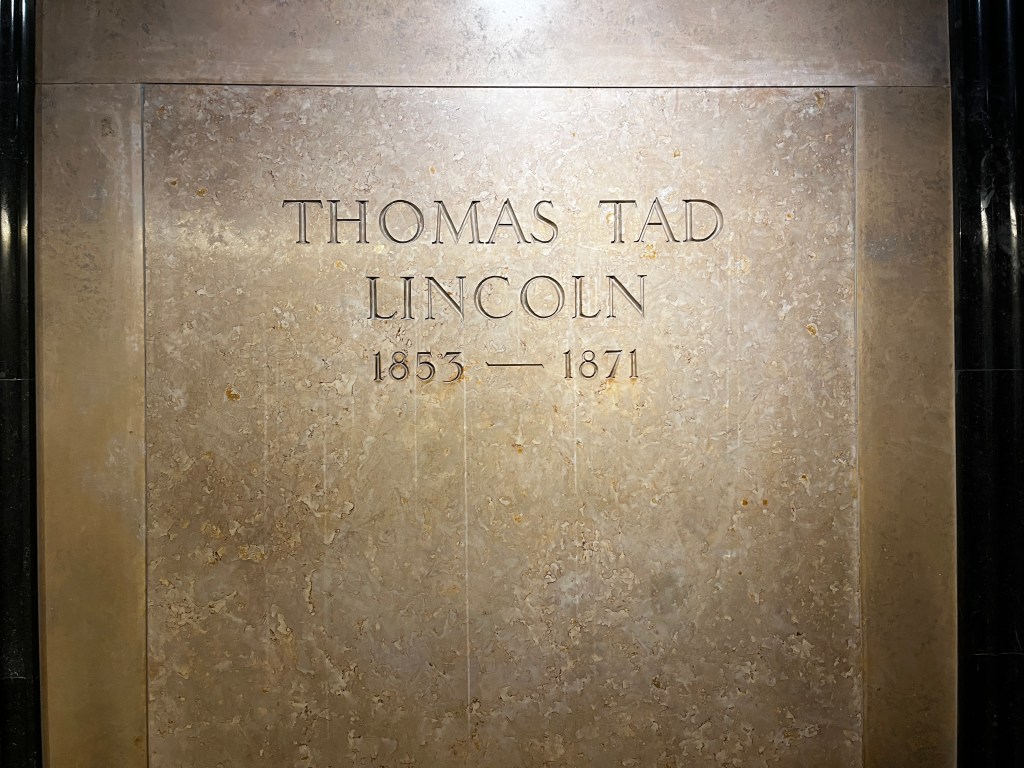 THOMAS TAD
LINCOLN
1853 — 1871